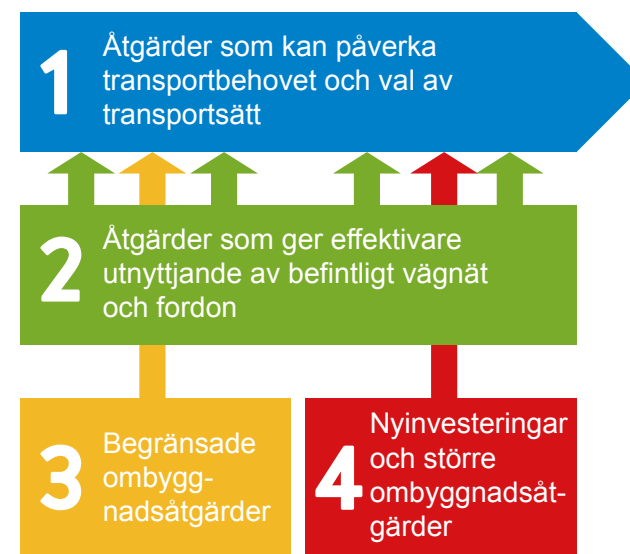 1
Åtgärder som kan påverka
transportbehovet och val av
transportsätt
2
Åtgärder som ger effektivare
utnyttjande av befintligt vägnät
och fordon
3
Begränsade
ombygg-
nadsåtgärder
4
Nyinvesteringar
och större
ombyggnadsåt-
gärder